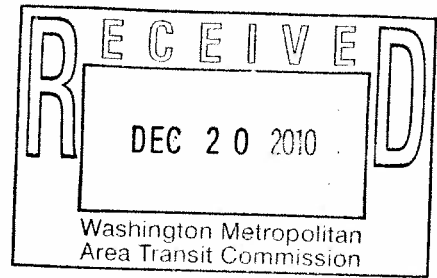 RECEIVED
DEC 20 2010
Washington Metropolitan
Area Transit Commission